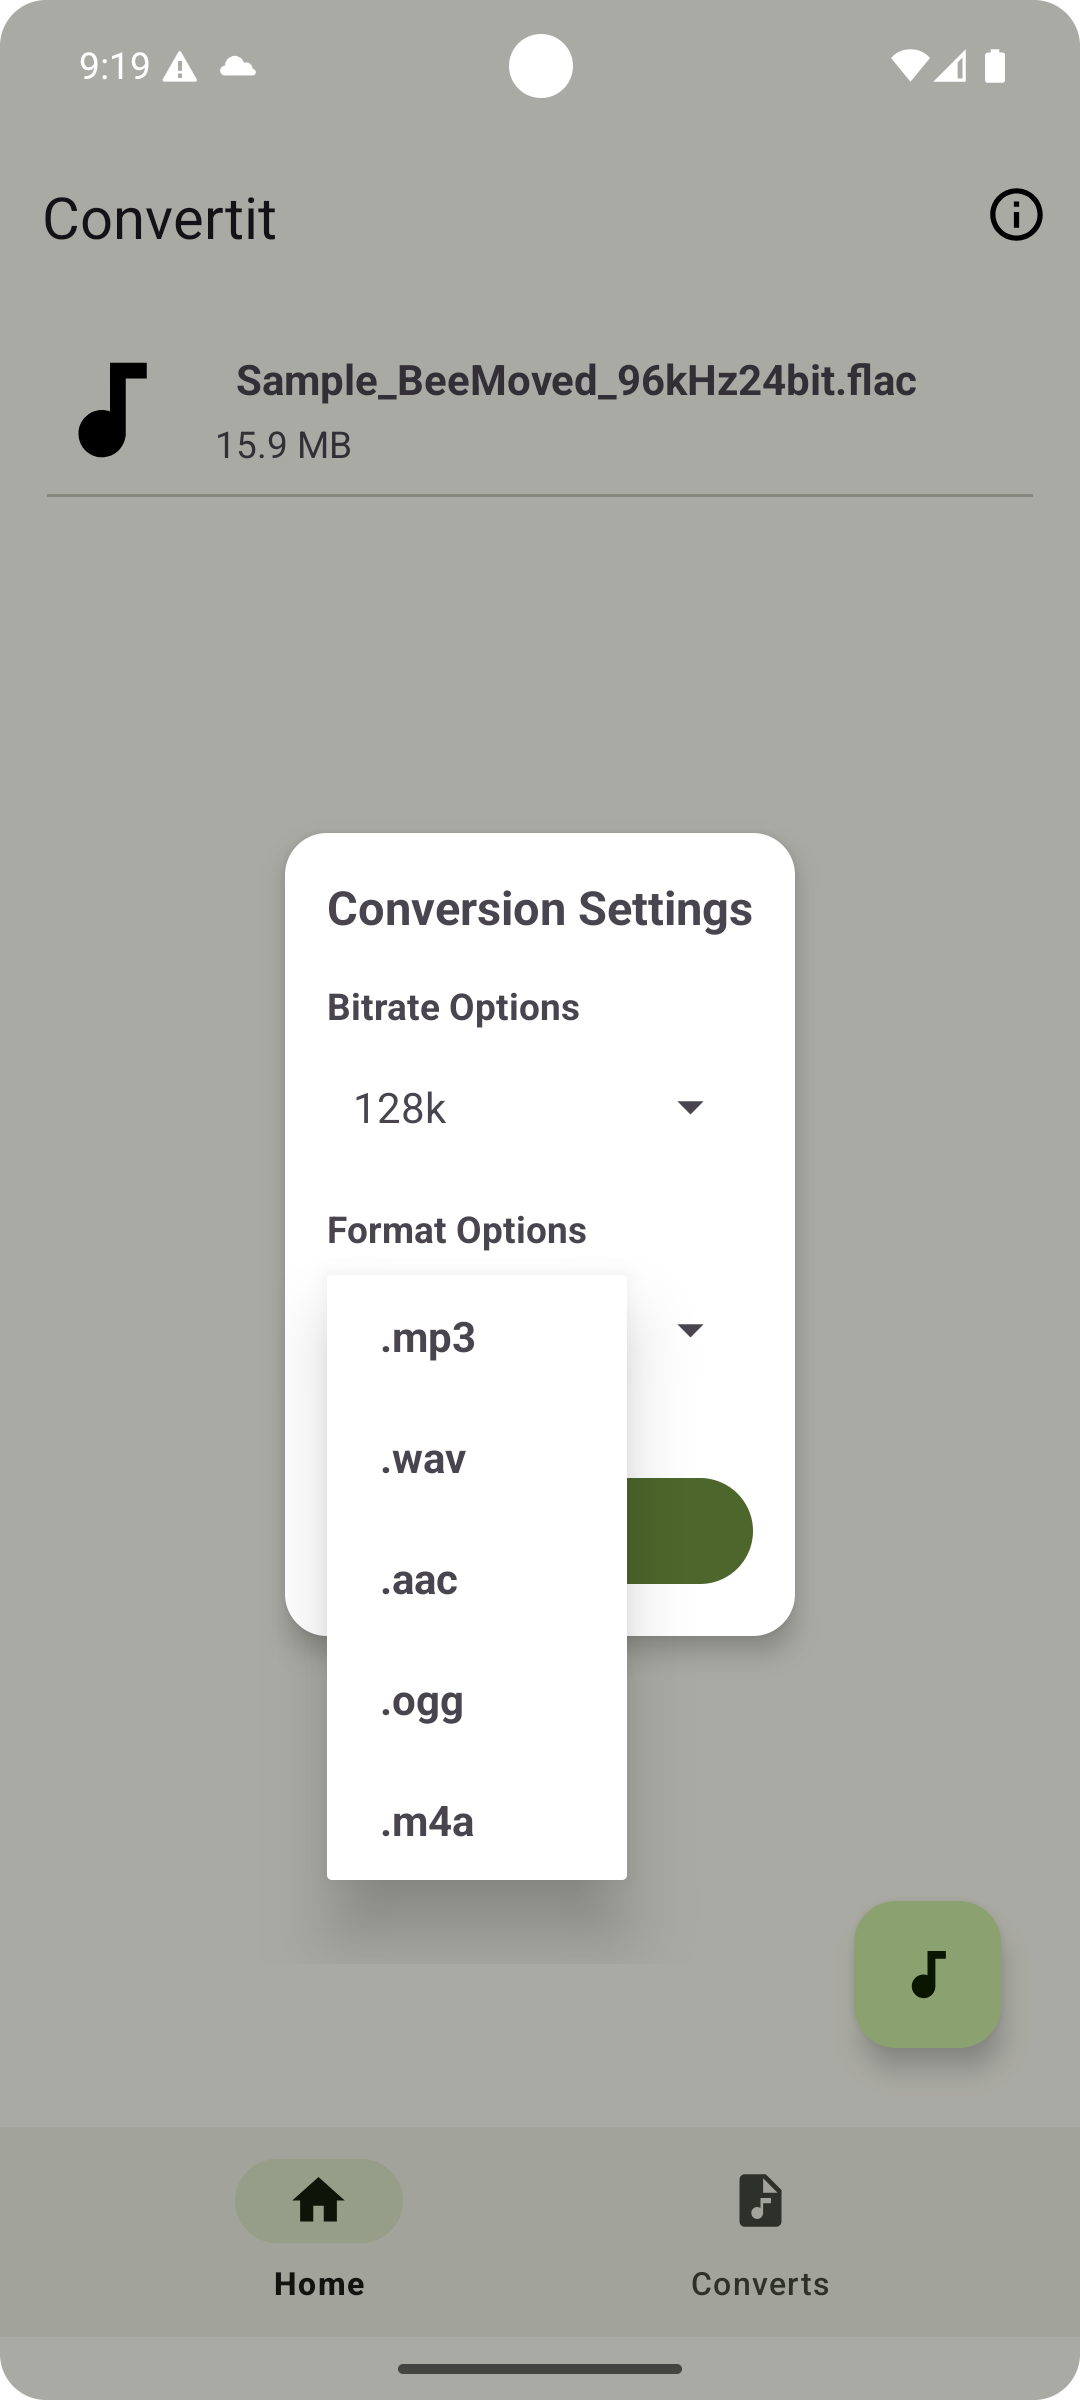 9:19
Convertit
Sample_BeeMoved_96kHz24bit.flac
15.9 MB
Conversion Settings
Bitrate Options
128k
Format Options
.mp3
.wav
.aac
.ogg
.m4a
Home
Converts